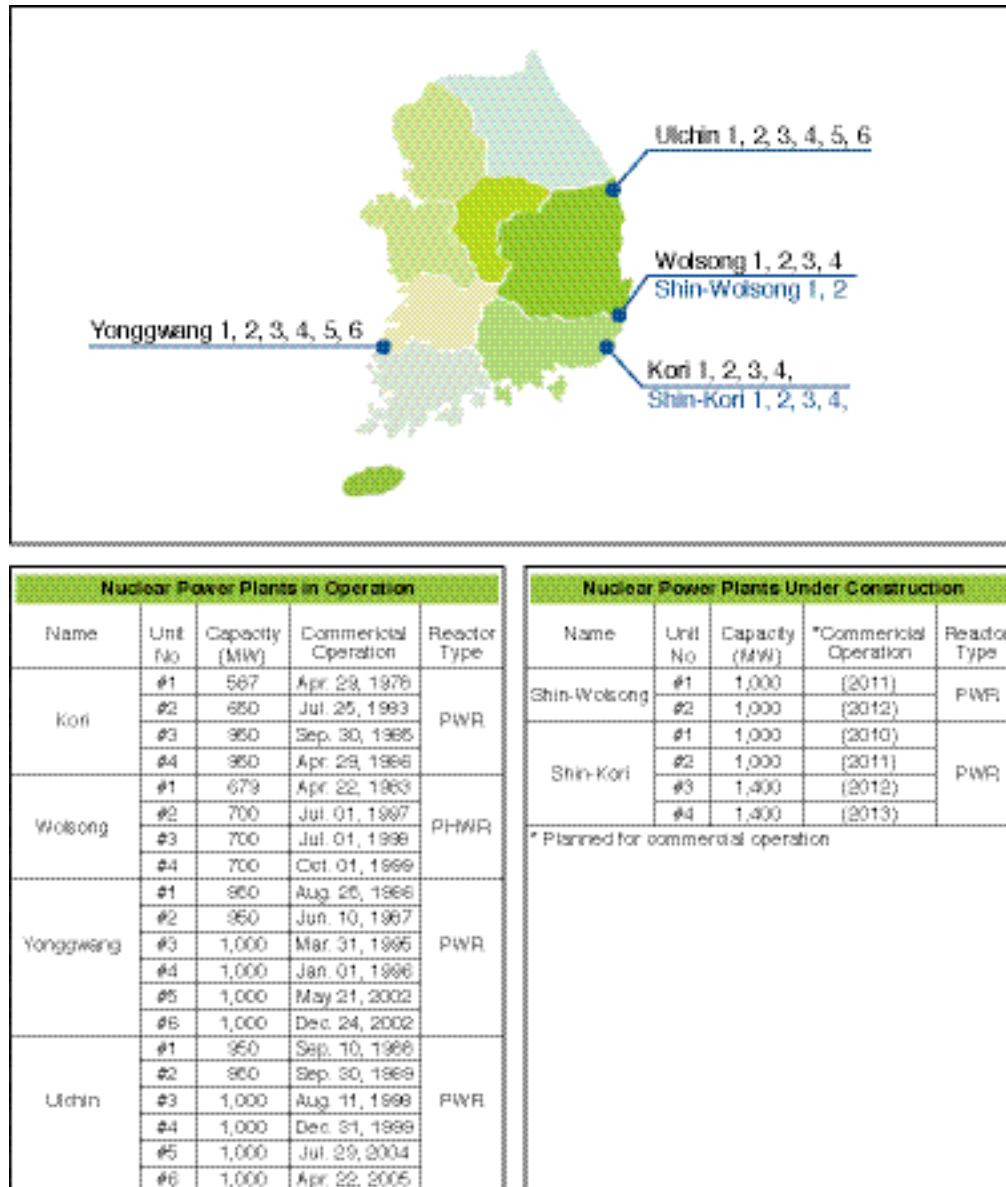 Ulchin 1, 2, 3, 4, 5, 6
Wolsong 1, 2, 3, 4
Shin-Wolsong 1, 2
Yonggwang 1, 2, 3, 4, 5, 6
Kori 1, 2, 3, 4,
Shin-Kori 1, 2, 3, 4,
Nuclear Power Plants in Operation
Name Unit No Capacity (MW) Commericial Operation Reactor Type
Kori PWR
#1 587 Apr. 29, 1978
#2 650 Jul. 25, 1983
#3 950 Sep. 30, 1985
#4 950 Apr. 29, 1986
Wolsong PHWR
#1 679 Apr. 22, 1983
#2 700 Jul. 01, 1997
#3 700 Jul. 01, 1998
#4 700 Oct. 01, 1999
Yonggwang PWR
#1 950 Aug. 25, 1986
#2 950 Jun. 10, 1987
#3 1,000 Mar. 31, 1995
#4 1,000 Jan. 01, 1996
#5 1,000 May 21, 2002
#6 1,000 Dec. 24, 2002
Ulchin PWR
#1 950 Sep. 10, 1988
#2 950 Sep. 30, 1989
#3 1,000 Aug. 11, 1998
#4 1,000 Dec. 31, 1999
#5 1,000 Jul. 29, 2004
#6 1,000 Apr. 22, 2005
Nuclear Power Plants Under Construction
Name Unit No Capacity (MW) *Commericial Operation Reactor Type
Shin-Wolsong PWR
#1 1,000 (2011)
#2 1,000 (2012)
Shin-Kori PWR
#1 1,000 (2010)
#2 1,000 (2011)
#3 1,400 (2012)
#4 1,400 (2013)
* Planned for commercial operation